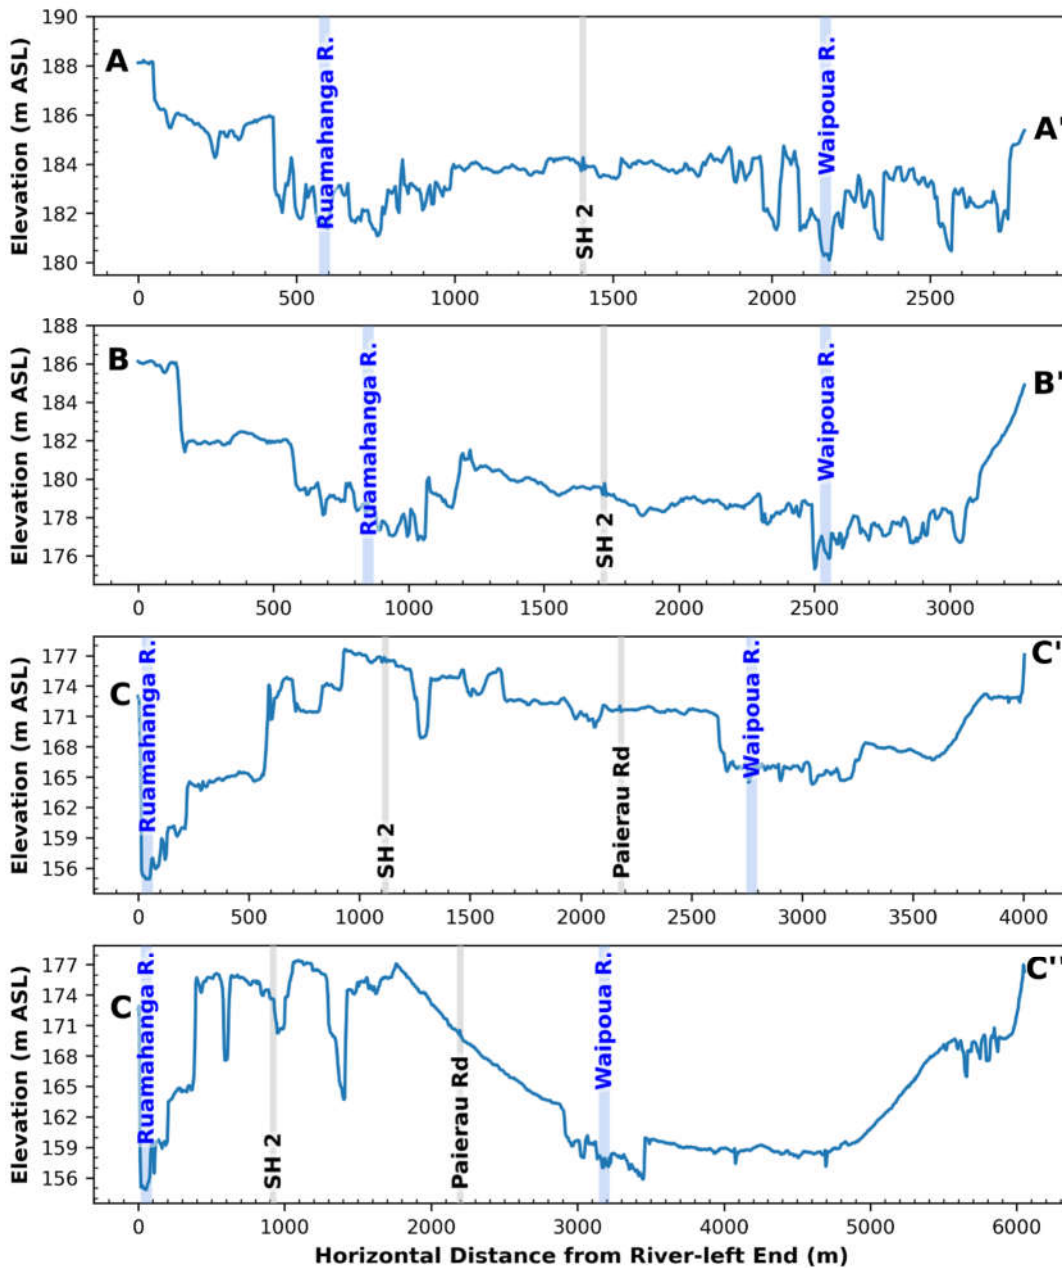 Elevation (m ASL)
190
188
186
184
182
180
A
Ruamahanga R.
SH 2
Waipoua R.
A'
0
500
1000
1500
2000
2500
Elevation (m ASL)
188
186
184
182
180
178
176
B
Ruamahanga R.
SH 2
Waipoua R.
B'
0
500
1000
1500
2000
2500
3000
Elevation (m ASL)
177
174
171
168
165
162
159
156
C
Ruamahanga R.
SH 2
Paierau Rd
Waipoua R.
C'
0
500
1000
1500
2000
2500
3000
3500
4000
Elevation (m ASL)
177
174
171
168
165
162
159
156
C
Ruamahanga R.
SH 2
Paierau Rd
Waipoua R.
C''
0
1000
2000
3000
4000
5000
6000
Horizontal Distance from River-left End (m)